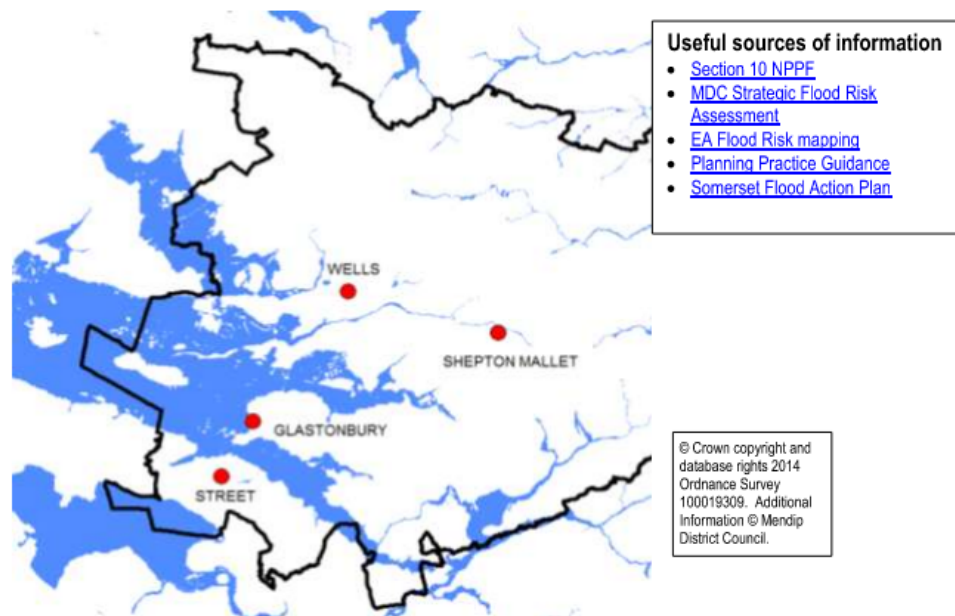 Useful sources of information
• Section 10 NPPF
• MDC Strategic Flood Risk
Assessment
• EA Flood Risk mapping
• Planning Practice Guidance
• Somerset Flood Action Plan
WELLS
SHEPTON MALLET
GLASTONBURY
STREET
© Crown copyright and
database rights 2014
Ordnance Survey
100019309. Additional
Information © Mendip
District Council.